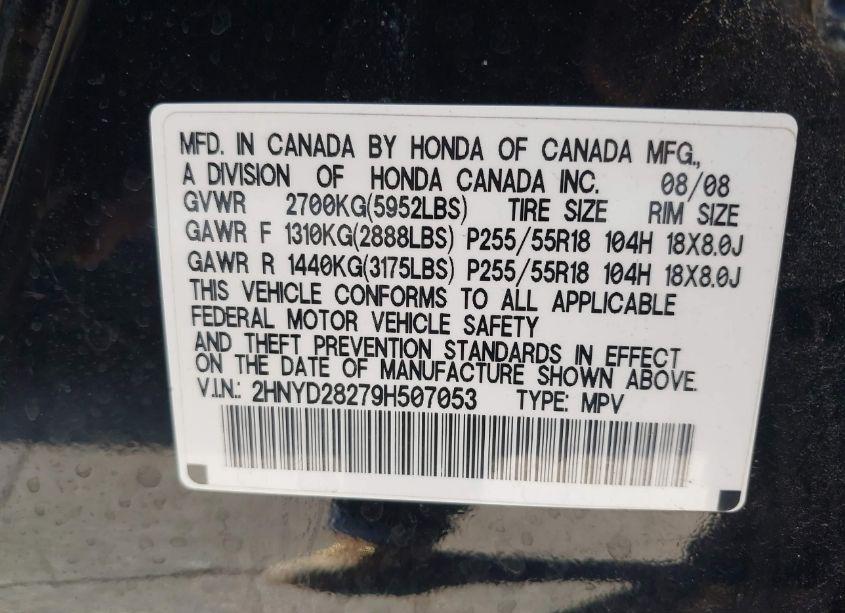 MFD. IN CANADA BY HONDA OF CANADA MFG.,
A DIVISION OF HONDA CANADA INC. 08/08
GVWR 2700KG(5952LBS) TIRE SIZE RIM SIZE
GAWR F 1310KG(2888LBS) P255/55R18 104H 18X8.0J
GAWR R 1440KG(3175LBS) P255/55R18 104H 18X8.0J
THIS VEHICLE CONFORMS TO ALL APPLICABLE
FEDERAL MOTOR VEHICLE SAFETY
AND THEFT PREVENTION STANDARDS IN EFFECT
ON THE DATE OF MANUFACTURE SHOWN ABOVE.
V.I.N.: 2HNYD28279H507053 TYPE: MPV